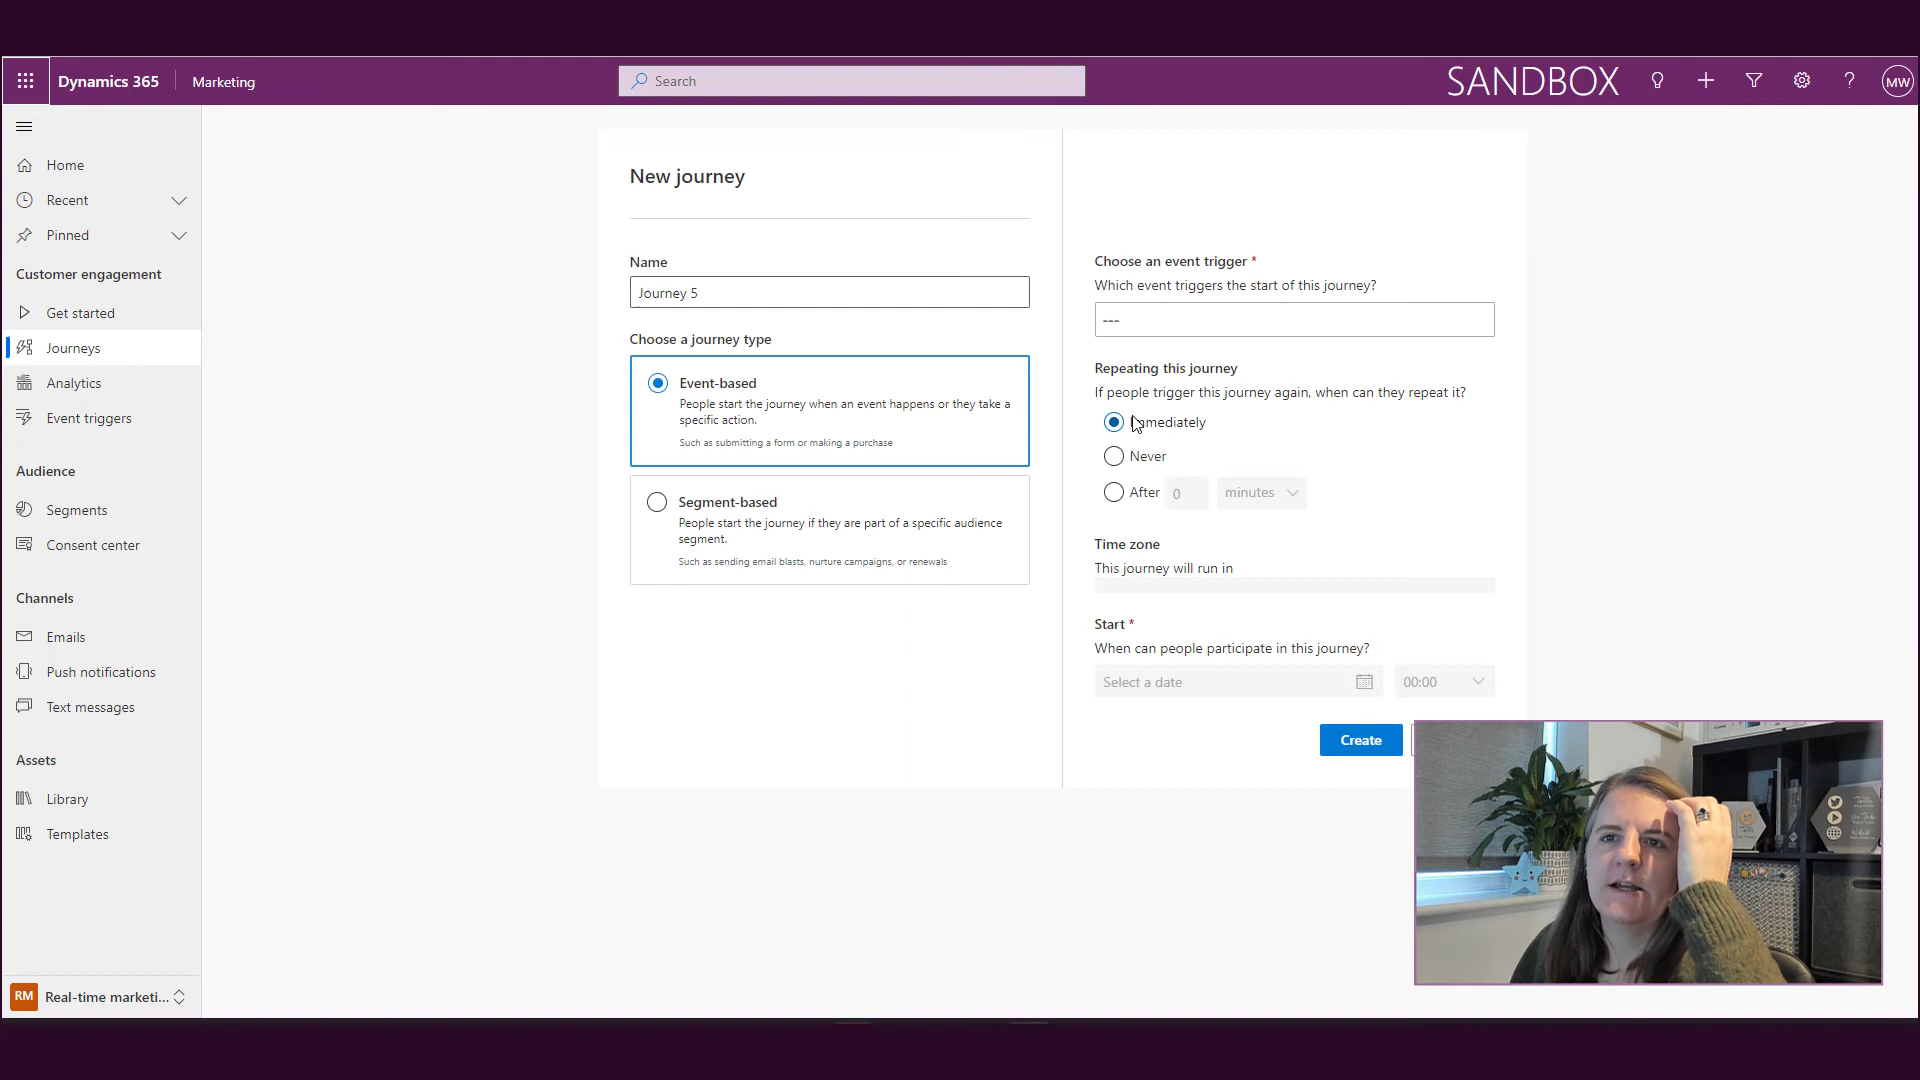 Dynamics 365
Marketing
Search
SANDBOX
MW
Home
Recent
Pinned
Customer engagement
Get started
Journeys
Analytics
Event triggers
Audience
Segments
Consent center
Channels
Emails
Push notifications
Text messages
Assets
Library
Templates
RM
Real-time marketi...
New journey
Name
Journey 5
Choose a journey type
Event-based
People start the journey when an event happens or they take a
specific action.
Such as submitting a form or making a purchase
Segment-based
People start the journey if they are part of a specific audience
segment.
Such as sending email blasts, nurture campaigns, or renewals
Choose an event trigger *
Which event triggers the start of this journey?
---
Repeating this journey
If people trigger this journey again, when can they repeat it?
Immediately
Never
After 0 minutes
Time zone
This journey will run in
Start *
When can people participate in this journey?
Select a date
00:00
Create